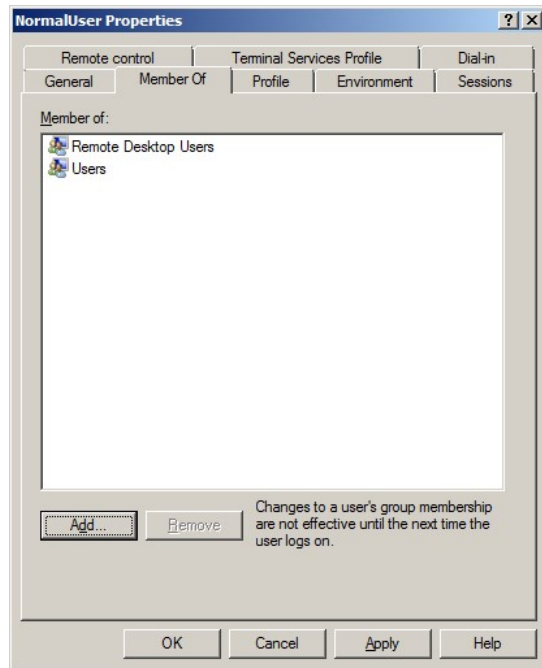 NormalUser Properties
Remote control
Terminal Services Profile
Dial-in
General
Member Of
Profile
Environment
Sessions
Member of:
Remote Desktop Users
Users
Add...
Remove
Changes to a user's group membership
are not effective until the next time the
user logs on.
OK
Cancel
Apply
Help